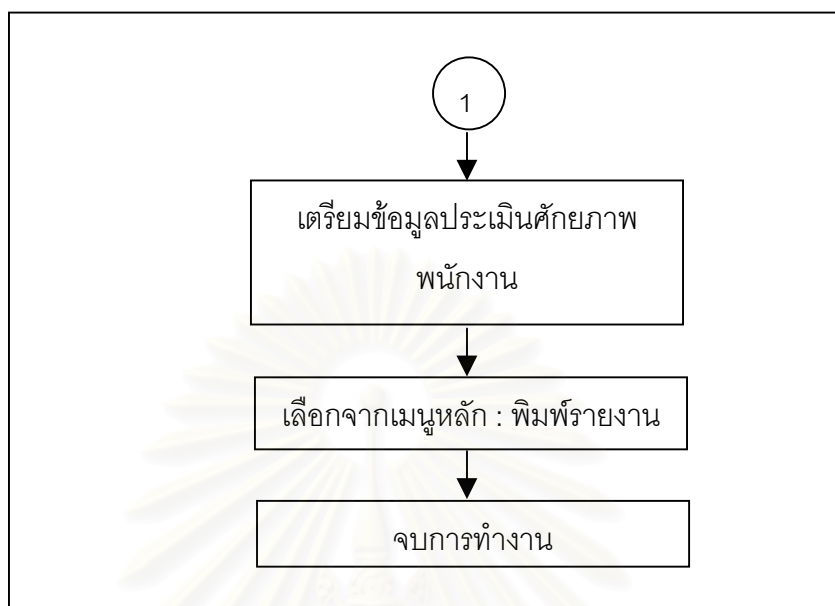 1
เตรียมข้อมูลประเมินศักยภาพ
พนักงาน
เลือกจากเมนูหลัก : พิมพ์รายงาน
จบการทำงาน